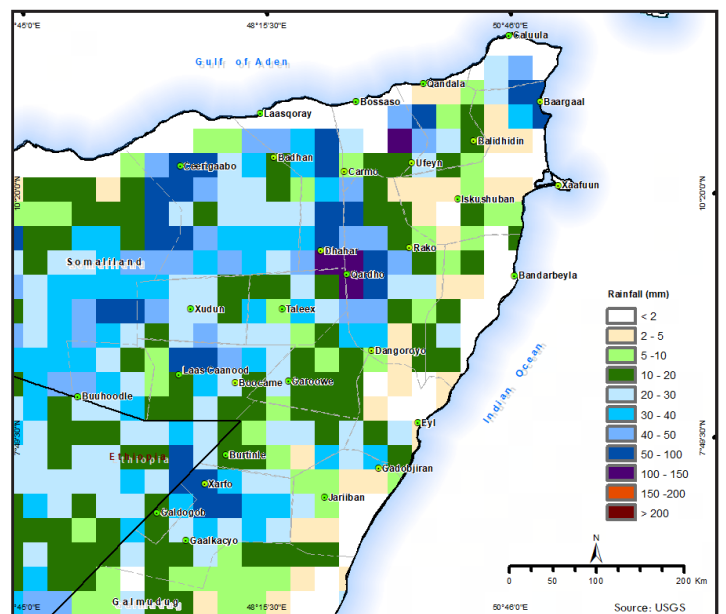 °45'0"E
48°15'30"E
50°46'0"E
Caluula
Gulf of Aden
Qandala
Bossaso
Baargaal
Laasqoray
Balidhidin
Badhan
Ufeyn
Ceerigaabo
Carmo
Xaafuun
10°20'0"N
10°20'0"N
Iskushuban
Rako
Dhahar
Somaliland
Qardho
Bandarbeyla
Rainfall (mm)
Xudun
Taleex
< 2
2 - 5
Dangoroyo
5 -10
Laas Caanood
10 - 20
Boocame
Garoowe
20 - 30
Buuhoodle
Indian Ocean
30 - 40
Eyl
40 - 50
7°49'30"N
7°49'30"N
50 - 100
Ethiopia
Ethiopia
Burtinle
Gadobjiran
100 - 150
Xarfo
Jariiban
150 -200
Galdogob
> 200
Gaalkacyo
N
0 50 100 200 Km
Galmudug
Source: USGS
°45'0"E
48°15'30"E
50°46'0"E